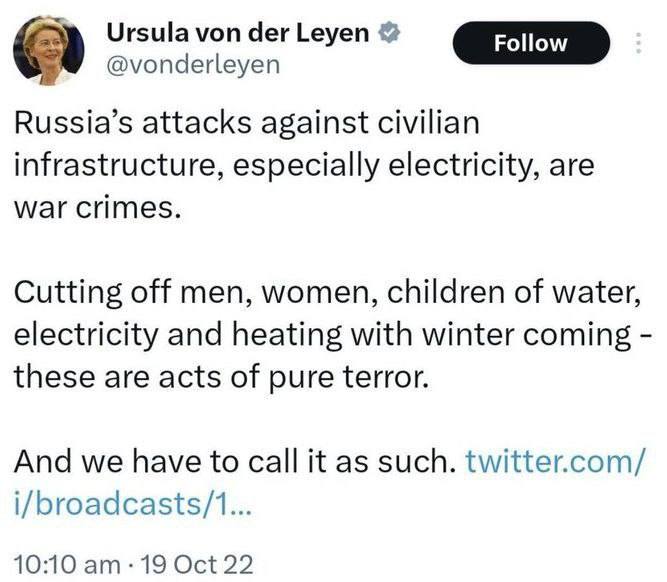 Ursula von der Leyen
@vonderleyen
Follow
Russia’s attacks against civilian
infrastructure, especially electricity, are
war crimes.
Cutting off men, women, children of water,
electricity and heating with winter coming -
these are acts of pure terror.
And we have to call it as such. twitter.com/
i/broadcasts/1...
10:10 am · 19 Oct 22